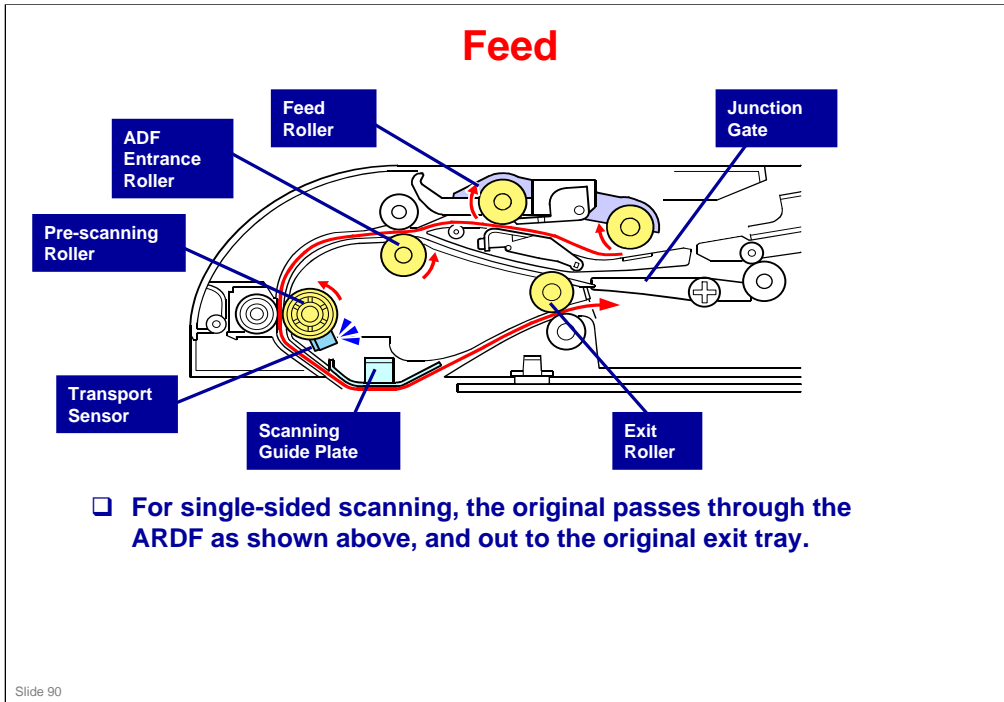 Feed
Feed
Roller
Junction
Gate
ADF
Entrance
Roller
Pre-scanning
Roller
Transport
Sensor
Scanning
Guide Plate
Exit
Roller
❑ For single-sided scanning, the original passes through the
ARDF as shown above, and out to the original exit tray.
Slide 90